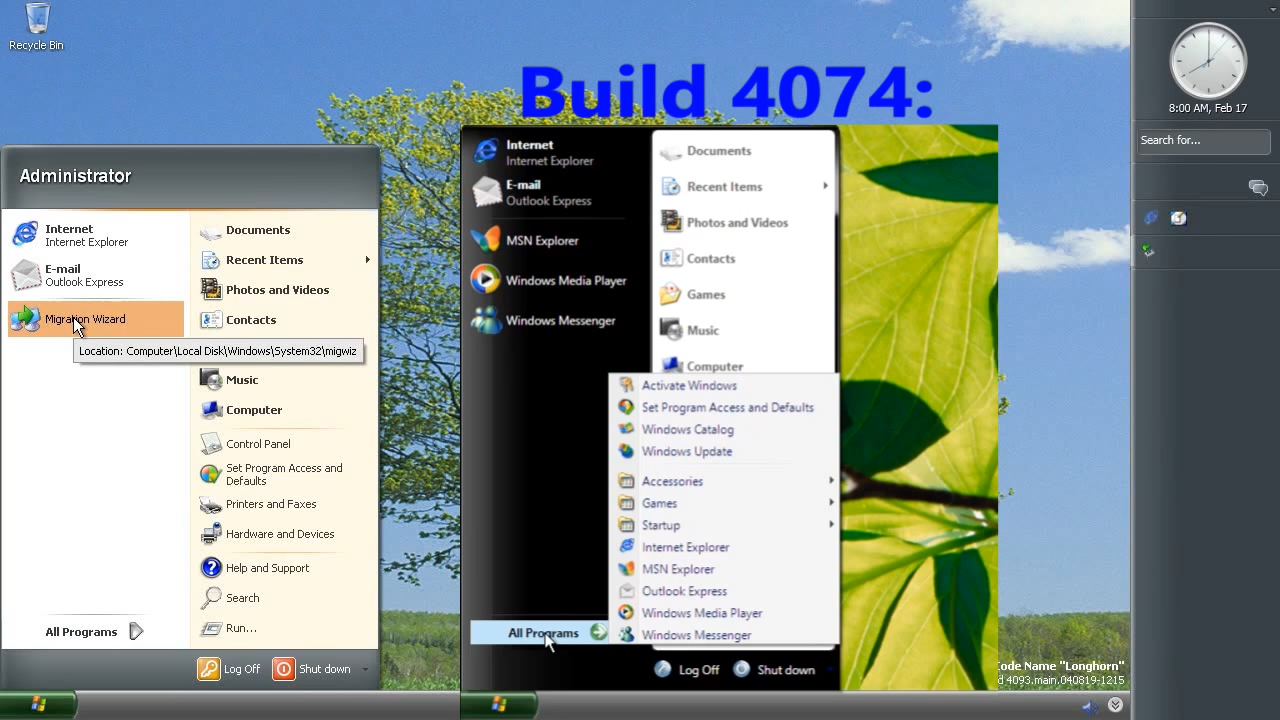 Recycle Bin
Build 4074:
8:00 AM, Feb 17
Search for...
Administrator
Internet
Internet Explorer
E-mail
Outlook Express
Migration Wizard
Location: Computer\Local Disk\Windows\System32\migwiz
All Programs
Documents
Recent Items
Photos and Videos
Contacts
Music
Computer
Control Panel
Set Program Access and
Defaults
Printers and Faxes
Hardware and Devices
Help and Support
Search
Run...
Log Off
Shut down
Internet
Internet Explorer
E-mail
Outlook Express
MSN Explorer
Windows Media Player
Windows Messenger
All Programs
Documents
Recent Items
Photos and Videos
Contacts
Games
Music
Computer
Activate Windows
Set Program Access and Defaults
Windows Catalog
Windows Update
Accessories
Games
Startup
Internet Explorer
MSN Explorer
Outlook Express
Windows Media Player
Windows Messenger
Log Off
Shut down
Code Name "Longhorn"
d 4093.main.040819-1215